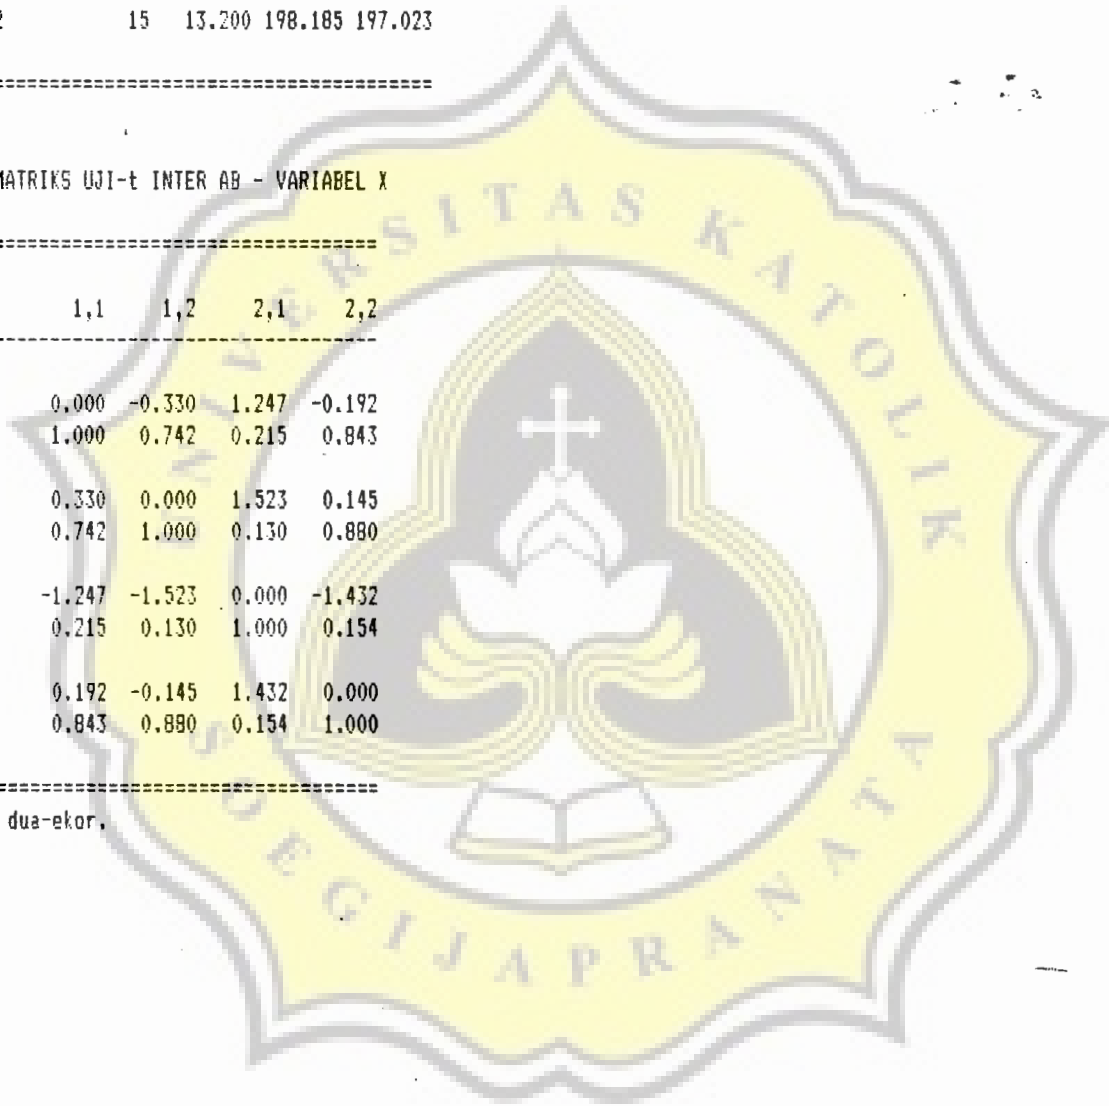 2 15 13.200 198.185 197.023
MATRIKS UJI-t INTER AB - VARIABEL X
1,1 1,2 2,1 2,2
0.000 -0.330 1.247 -0.192
1.000 0.742 0.215 0.843
0.330 0.000 1.523 0.145
0.742 1.000 0.130 0.880
-1.247 -1.523 0.000 -1.432
0.215 0.130 1.000 0.154
0.192 -0.145 1.432 0.000
0.843 0.880 0.154 1.000
dua-ekor.
UNIVERSITAS KATOLIK
SOEGIJAPRANATA